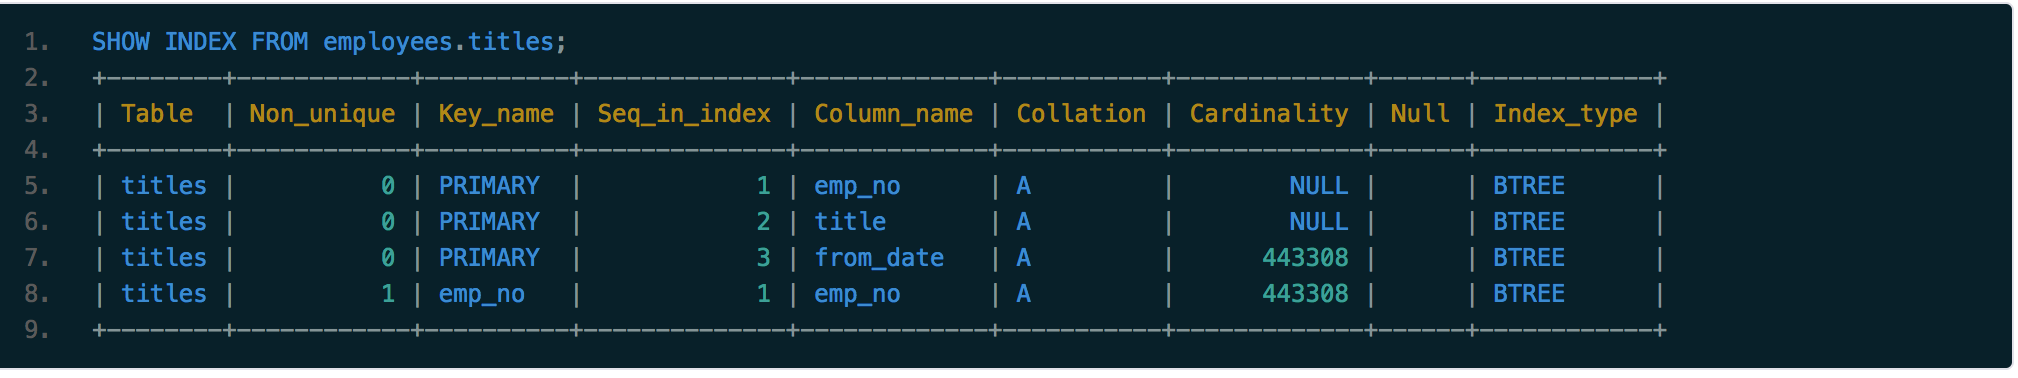 1. SHOW INDEX FROM employees.titles;
2. +--------+------------+----------+--------------+-------------+-----------+-------------+------+------------+
3. | Table  | Non_unique | Key_name | Seq_in_index | Column_name | Collation | Cardinality | Null | Index_type |
4. +--------+------------+----------+--------------+-------------+-----------+-------------+------+------------+
5. | titles |          0 | PRIMARY  |            1 | emp_no      | A         |        NULL |      | BTREE      |
6. | titles |          0 | PRIMARY  |            2 | title       | A         |        NULL |      | BTREE      |
7. | titles |          0 | PRIMARY  |            3 | from_date   | A         |      443308 |      | BTREE      |
8. | titles |          1 | emp_no   |            1 | emp_no      | A         |      443308 |      | BTREE      |
9. +--------+------------+----------+--------------+-------------+-----------+-------------+------+------------+